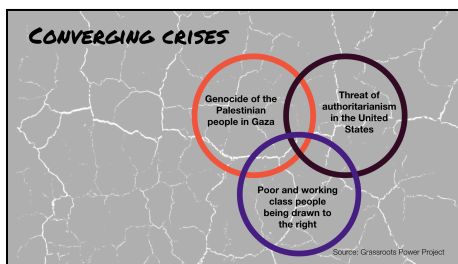 CONVERGING CRISES
Genocide of the
Palestinian
people in Gaza
Threat of
authoritarianism
in the United
States
Poor and working
class people
being drawn to
the right
Source: Grassroots Power Project